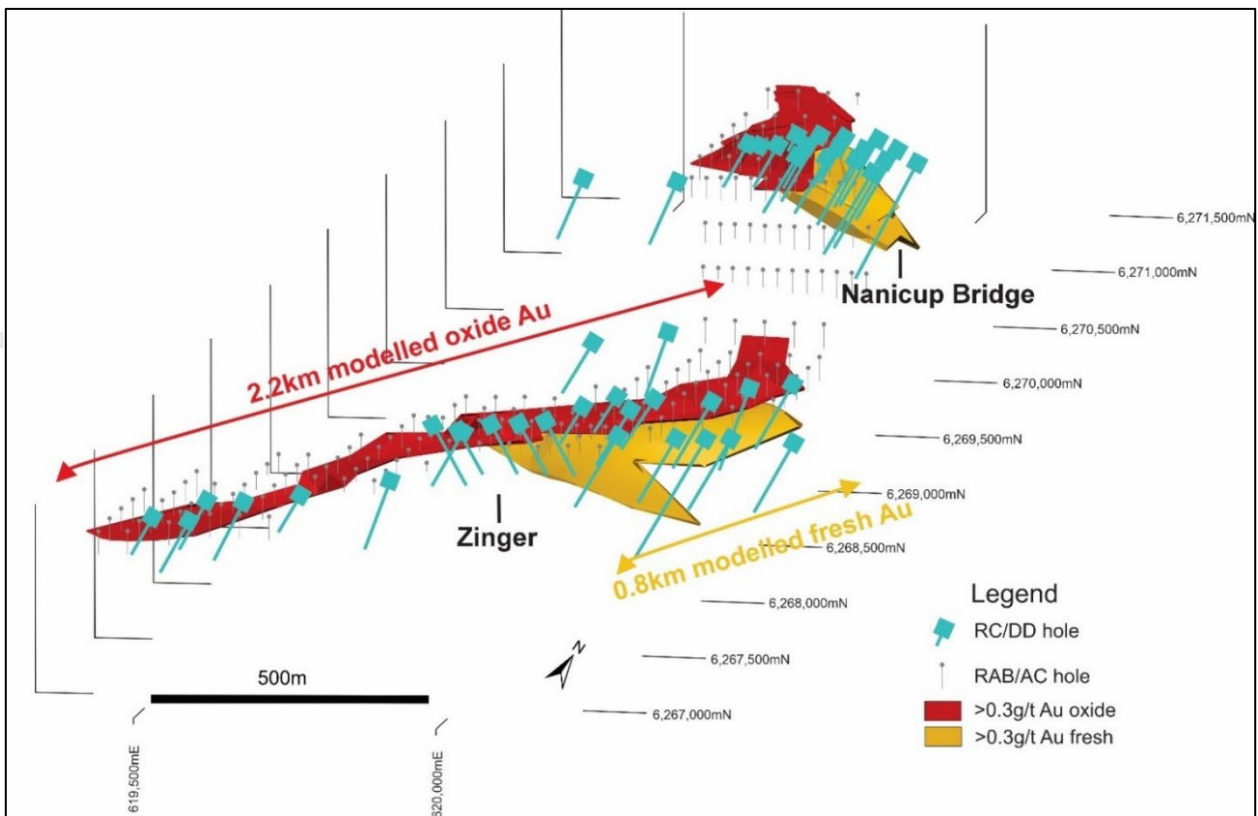 6,271,500mN
6,271,000mN
Nanicup Bridge
6,270,500mN
2.2km modelled oxide Au
6,270,000mN
6,269,500mN
6,269,000mN
Zinger
0.8km modelled fresh Au
6,268,500mN
6,268,000mN
Legend
RC/DD hole
RAB/AC hole
>0.3g/t Au oxide
>0.3g/t Au fresh
N
500m
6,267,500mN
6,267,000mN
619,500mE
620,000mE